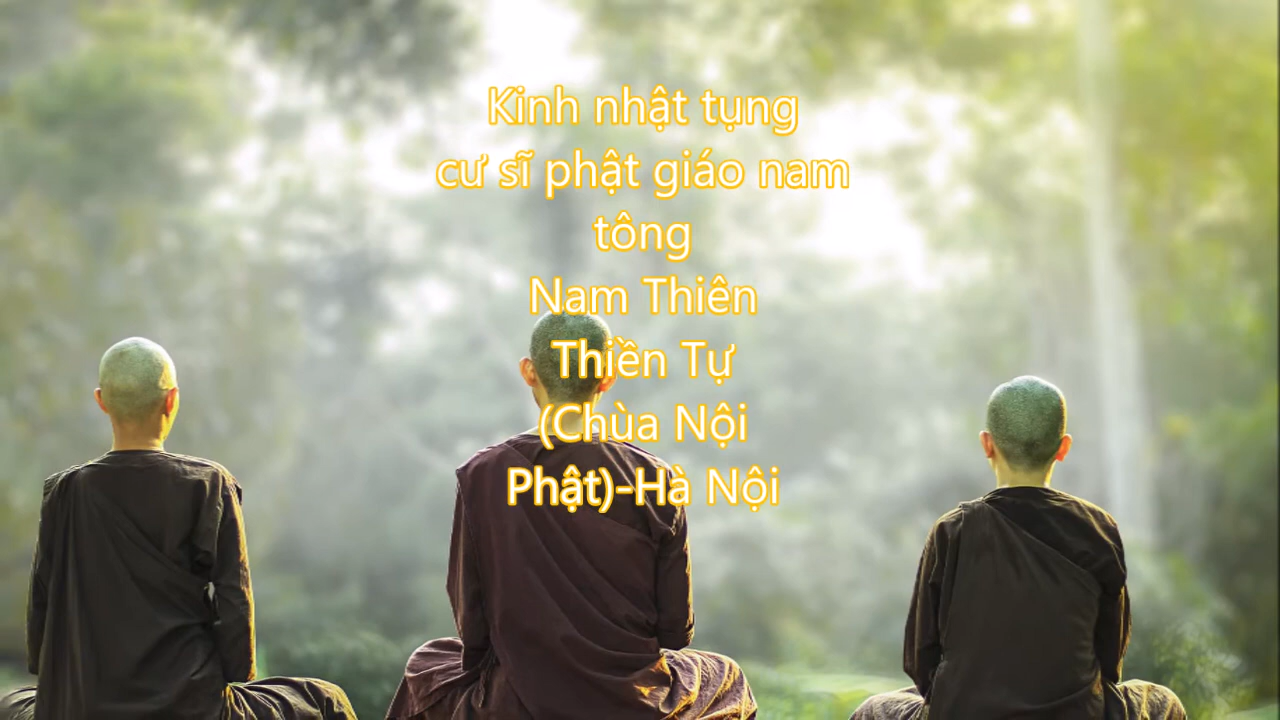 Kinh nhật tụng
cư sĩ phật giáo nam
tông
Nam Thiên
Thiền Tự
(Chùa Nội
Phật)-Hà Nội